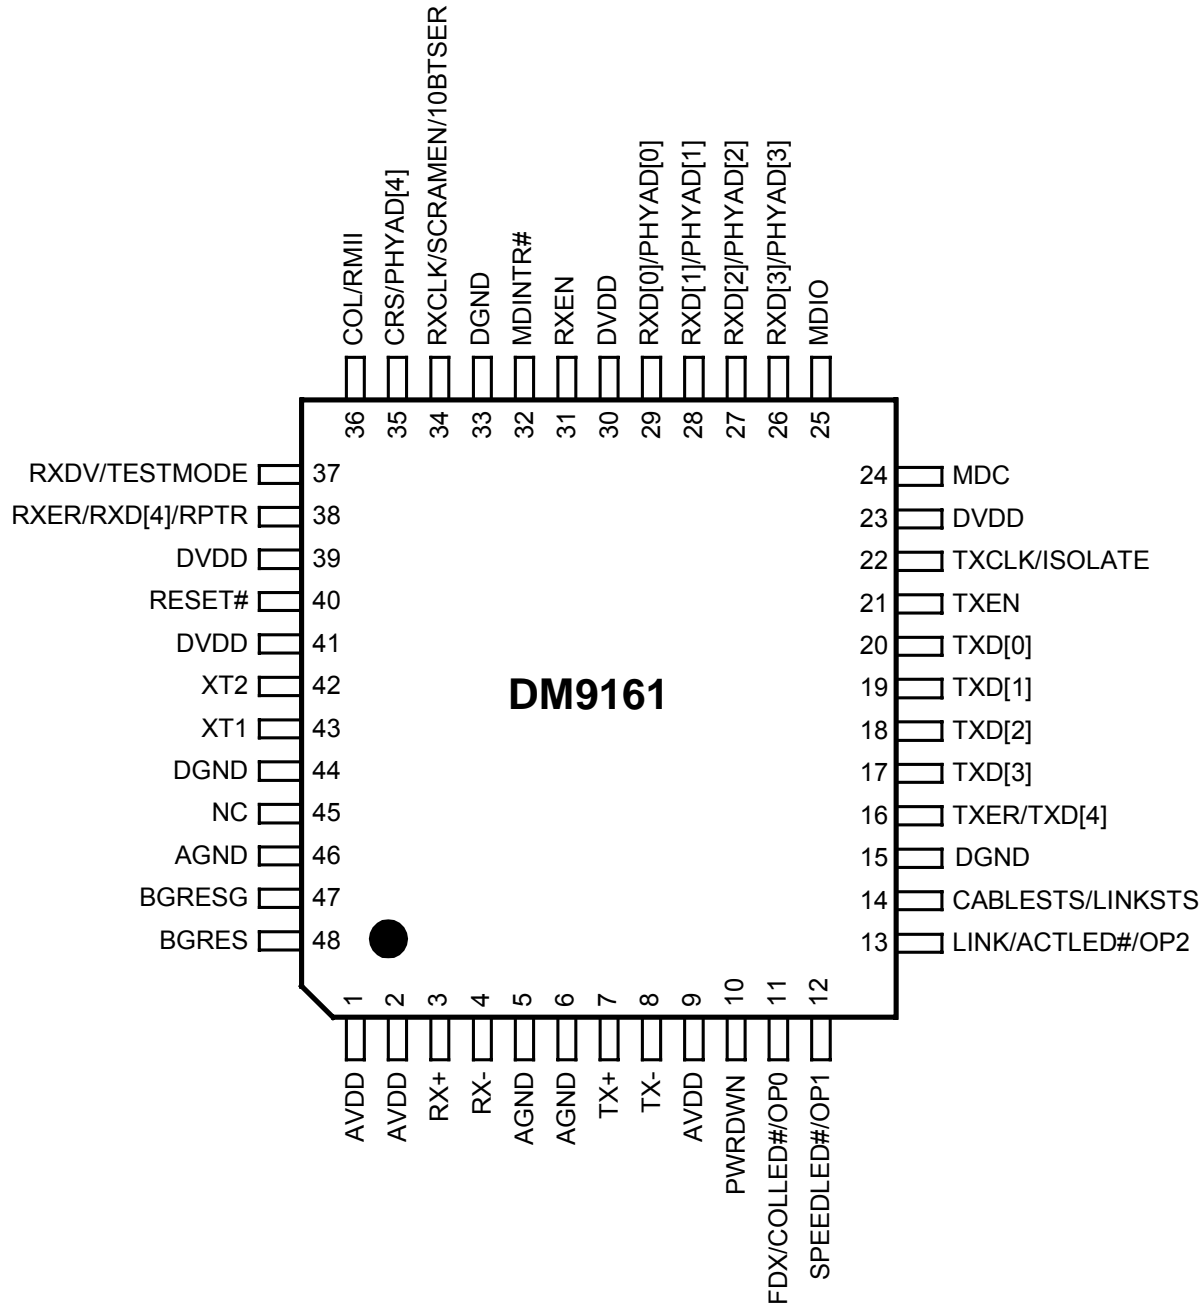 COL/RMII
CRS/PHYAD[4]
RXCLK/SCRAMEN/10BTSER
DGND
MDINTR#
RXEN
DVDD
RXD[0]/PHYAD[0]
RXD[1]/PHYAD[1]
RXD[2]/PHYAD[2]
RXD[3]/PHYAD[3]
MDIO
36
35
34
33
32
31
30
29
28
27
26
25
RXDV/TESTMODE 37
RXER/RXD[4]/RPTR 38
DVDD 39
RESET# 40
DVDD 41
XT2 42
XT1 43
DGND 44
NC 45
AGND 46
BGRESG 47
BGRES 48
DM9161
24 MDC
23 DVDD
22 TXCLK/ISOLATE
21 TXEN
20 TXD[0]
19 TXD[1]
18 TXD[2]
17 TXD[3]
16 TXER/TXD[4]
15 DGND
14 CABLESTS/LINKSTS
13 LINK/ACTLED#/OP2
1
2
3
4
5
6
7
8
9
10
11
12
AVDD
AVDD
RX+
RX-
AGND
AGND
TX+
TX-
AVDD
PWRDWN
FDX/COLLED#/OP0
SPEEDLED#/OP1